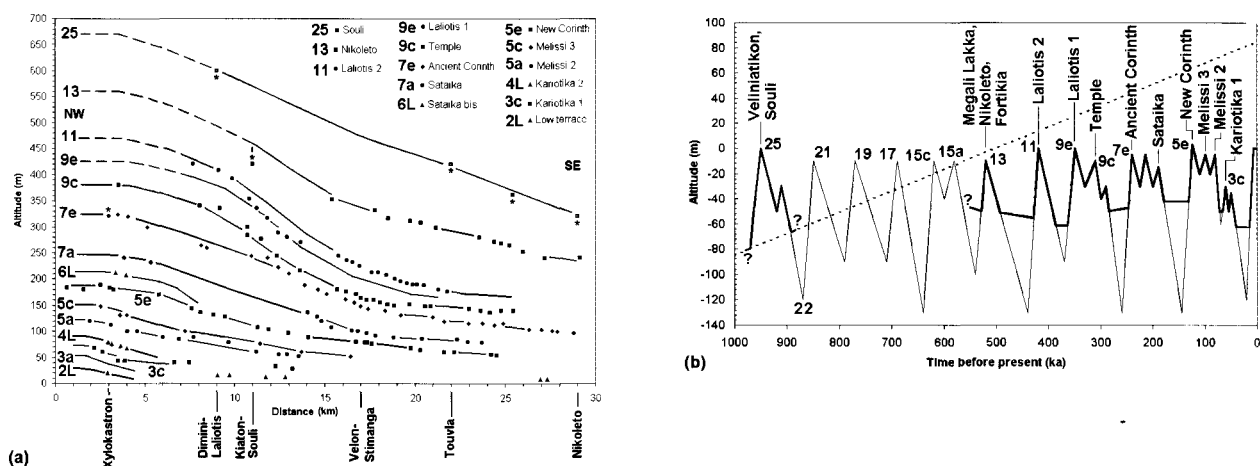 700
650
600
550
500
450
400
350
300
250
200
150
100
50
0
Altitude (m)
25
13
NW
11
9e
9c
7e
7a
6L
5e
5c
5a
4L
3a
2L
3c
SE
25 Souli
13 Nikoleto
11 Laliotis 2
9e Laliotis 1
9c Temple
7e Ancient Corinth
7a Sataika
6L Sataika bis
5e New Corinth
5c Melissi 3
5a Melissi 2
4L Kariotika 2
3c Kariotika 1
2L Low terrace
0 5 10 15 20 25 30
Distance (km)
Xylokastron
Dimini-
Laliotis
Kiaton-
Souli
Velon-
Stimanga
Touvla
Nikoleto
(a)
100
80
60
40
20
0
-20
-40
-60
-80
-100
-120
-140
Altitude (m)
Veliniatikon,
Souli
Megali Lakka,
Nikoleto,
Fortikia
Laliotis 2
Laliotis 1
Temple
Ancient Corinth
Sataika
New Corinth
Melissi 3
Melissi 2
Kariotika 1
25
21
19
17
15c
15a
13
11
9e
9c
7e
5e
3c
?
?
?
22
1000 900 800 700 600 500 400 300 200 100 0
Time before present (ka)
(b)